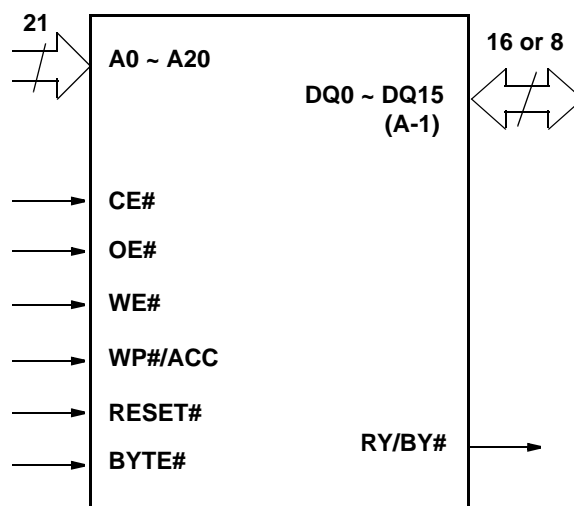 21
16 or 8
A0 ~ A20
DQ0 ~ DQ15
(A-1)
CE#
OE#
WE#
WP#/ACC
RESET#
RY/BY#
BYTE#